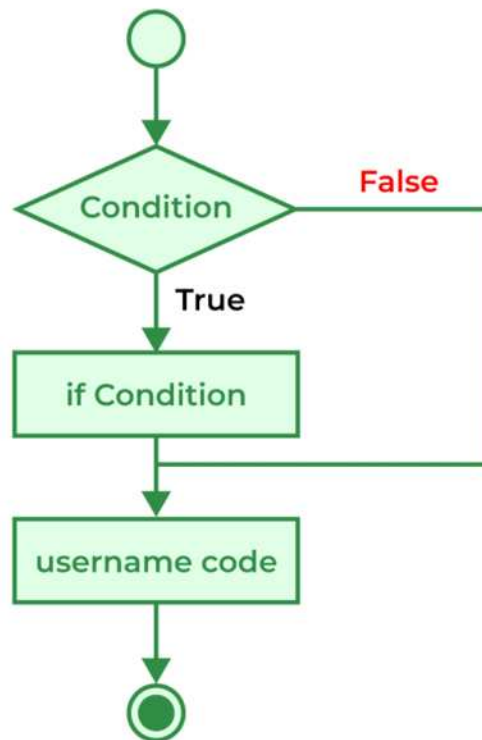 Condition
False
True
if Condition
username code